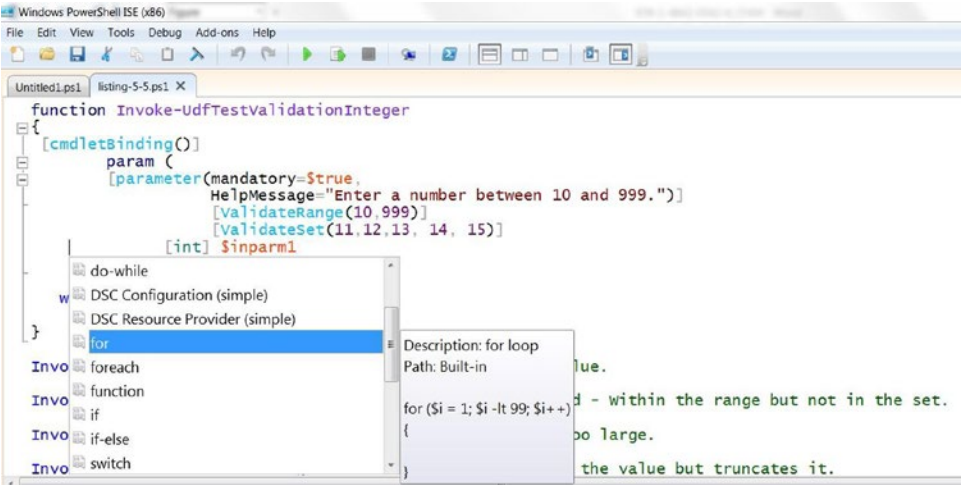 Windows PowerShell ISE (x86)
File Edit View Tools Debug Add-ons Help
Untitled1.ps1 listing-5-5.ps1 X
function Invoke-UdfTestValidationInteger
{
[cmdletBinding()]
param (
[parameter(mandatory=$true,
HelpMessage="Enter a number between 10 and 999.")]
[ValidateRange(10,999)]
[ValidateSet(11,12,13, 14, 15)]
[int] $inparm1
do-while
DSC Configuration (simple)
w
DSC Resource Provider (simple)
}
for
Description: for loop
Invo
foreach
Path: Built-in
lue.
function
Invo
for ($i = 1; $i -lt 99; $i++)
d - Within the range but not in the set.
if
{
Invo
if-else
oo large.
switch
Invo
}
the value but truncates it.